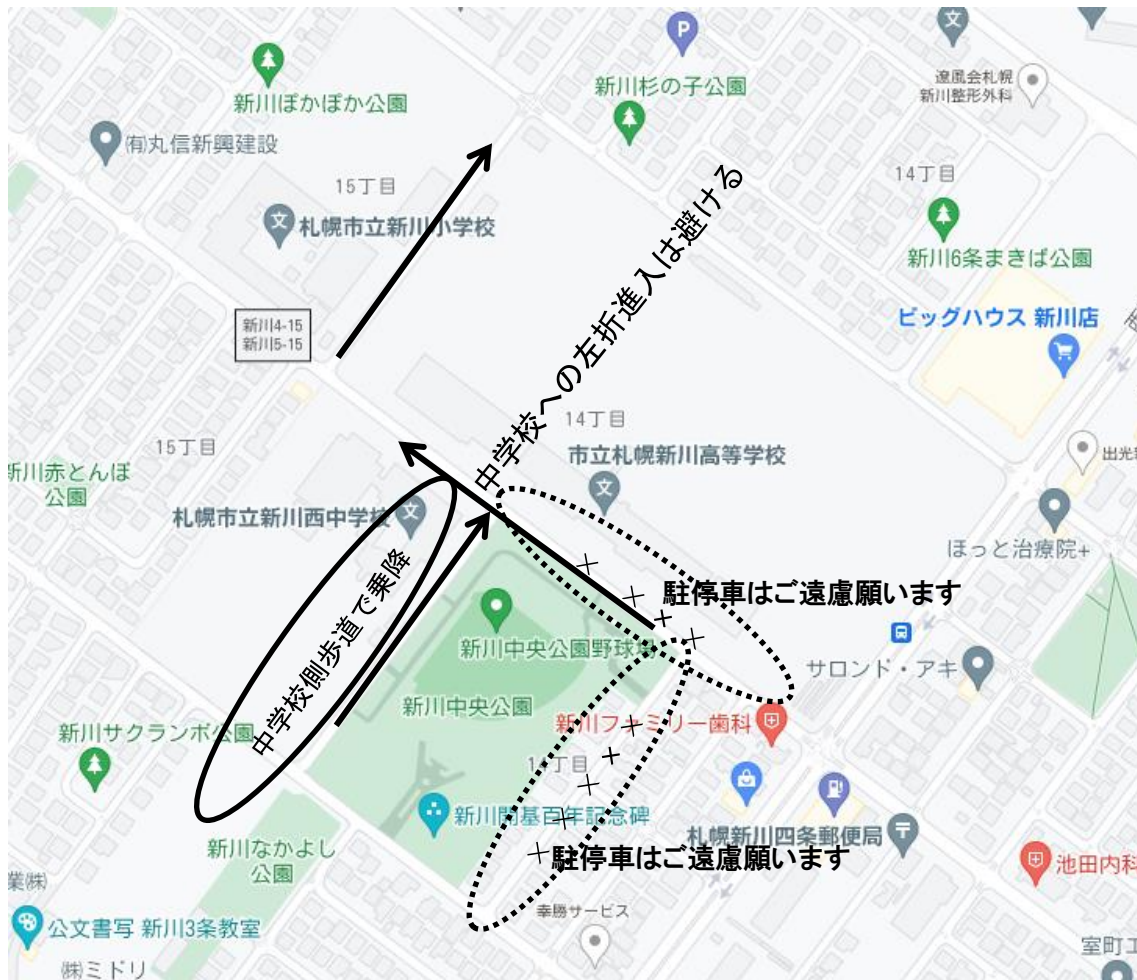 文
P
遼風会札幌
新川整形外科
新川ぽかぽか公園
新川杉の子公園
㈲丸信新興建設
15丁目
14丁目
文
札幌市立新川小学校
新川6条まきば公園
中学校への左折進入は避ける
新川4-15
新川5-15
ビッグハウス 新川店
14丁目
15丁目
市立札幌新川高等学校
文
出光新
新川赤とんぼ
公園
札幌市立新川西中学校
文
ほっと治療院+
中学校側歩道で乗降
駐停車はご遠慮願います
新川中央公園野球場
サロンド・アキ
新川中央公園
新川ファミリー歯科
新川サクランボ公園
丁目
新川開基百年記念碑
札幌新川四条郵便局
新川なかよし
公園
駐停車はご遠慮願います
池田内科
業㈱
幸勝サービス
公文書写 新川3条教室
室町工
㈱ミドリ